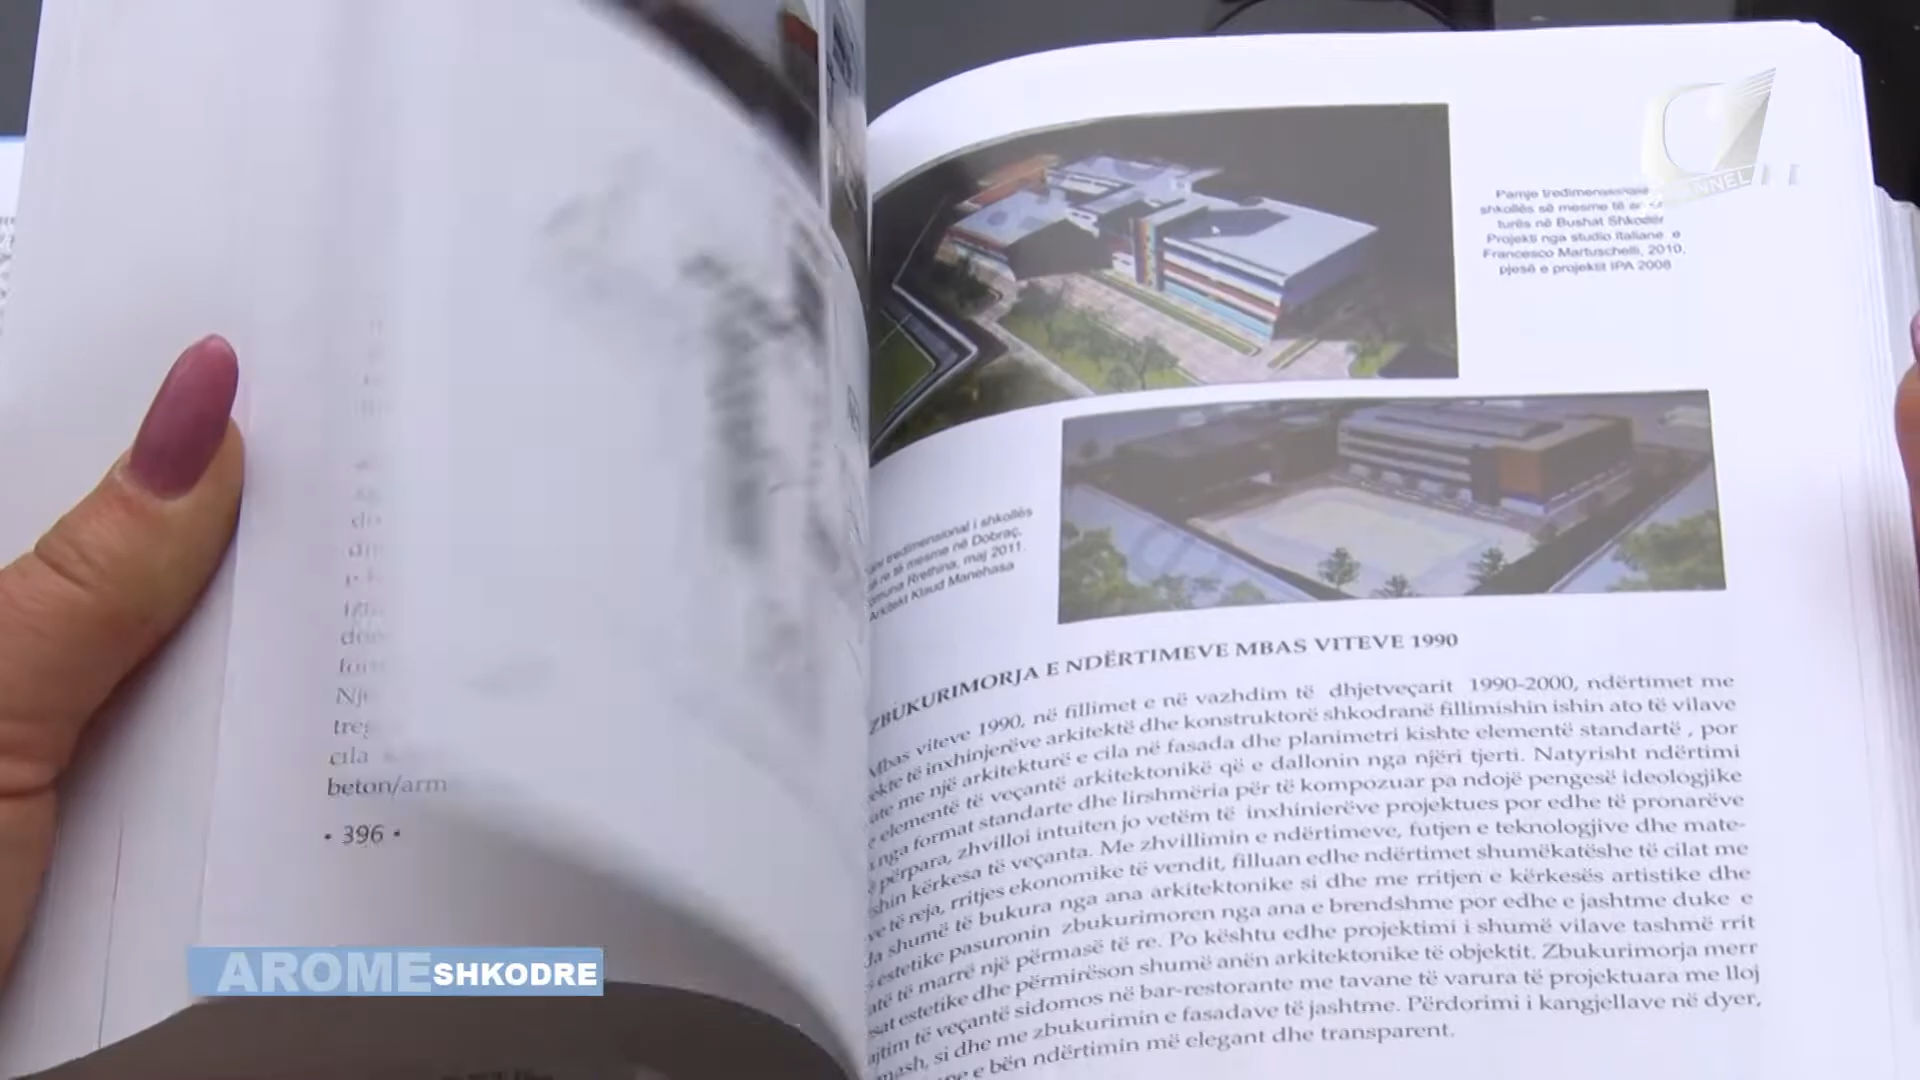 beton/arm
• 396 •
Pamje tredimensionale
shkollës së mesme të
turës në Bushat Shkodër
Projekti nga studio italiane e
Francesco Martuschelli, 2010,
pjesë e projektit IPA 2008
tredimensional i shkollës
re të mesme në Dobraç,
Rrethina, maj 2011.
Arkitekt Klaud Manehasa
ZBUKURIMORJA E NDËRTIMEVE MBAS VITEVE 1990
Mbas viteve 1990, në fillimet e në vazhdim të dhjetveçarit 1990-2000, ndërtimet me
të inxhinjerëve arkitektë dhe konstruktorë shkodranë fillimishin ishin ato të vilave
me një arkitekturë e cila në fasada dhe planimetri kishte elementë standartë , por
elementë të veçantë arkitektonikë që e dallonin nga njëri tjerti. Natyrisht ndërtimi
nga format standarte dhe lirshmëria për të kompozuar pa ndojë pengesë ideologjike
përpara, zhvilloi intuiten jo vetëm të inxhinierëve projektues por edhe të pronarëve
kërkesa të veçanta. Me zhvillimin e ndërtimeve, futjen e teknologjive dhe mate-
të reja, rritjes ekonomike të vendit, filluan edhe ndërtimet shumëkatëshe të cilat me
shumë të bukura nga ana arkitektonike si dhe me rritjen e kërkesës artistike dhe
estetike pasuronin zbukurimoren nga ana e brendshme por edhe e jashtme duke e
të marrë një përmasë të re. Po kështu edhe projektimi i shumë vilave tashmë rrit
estetike dhe përmirëson shumë anën arkitektonike të objektit. Zbukurimorja merr
të veçantë sidomos në bar-restorante me tavane të varura të projektuara me lloj
si dhe me zbukurimin e fasadave të jashtme. Përdorimi i kangjellave në dyer,
e bën ndërtimin më elegant dhe transparent.
AROME SHKODRE